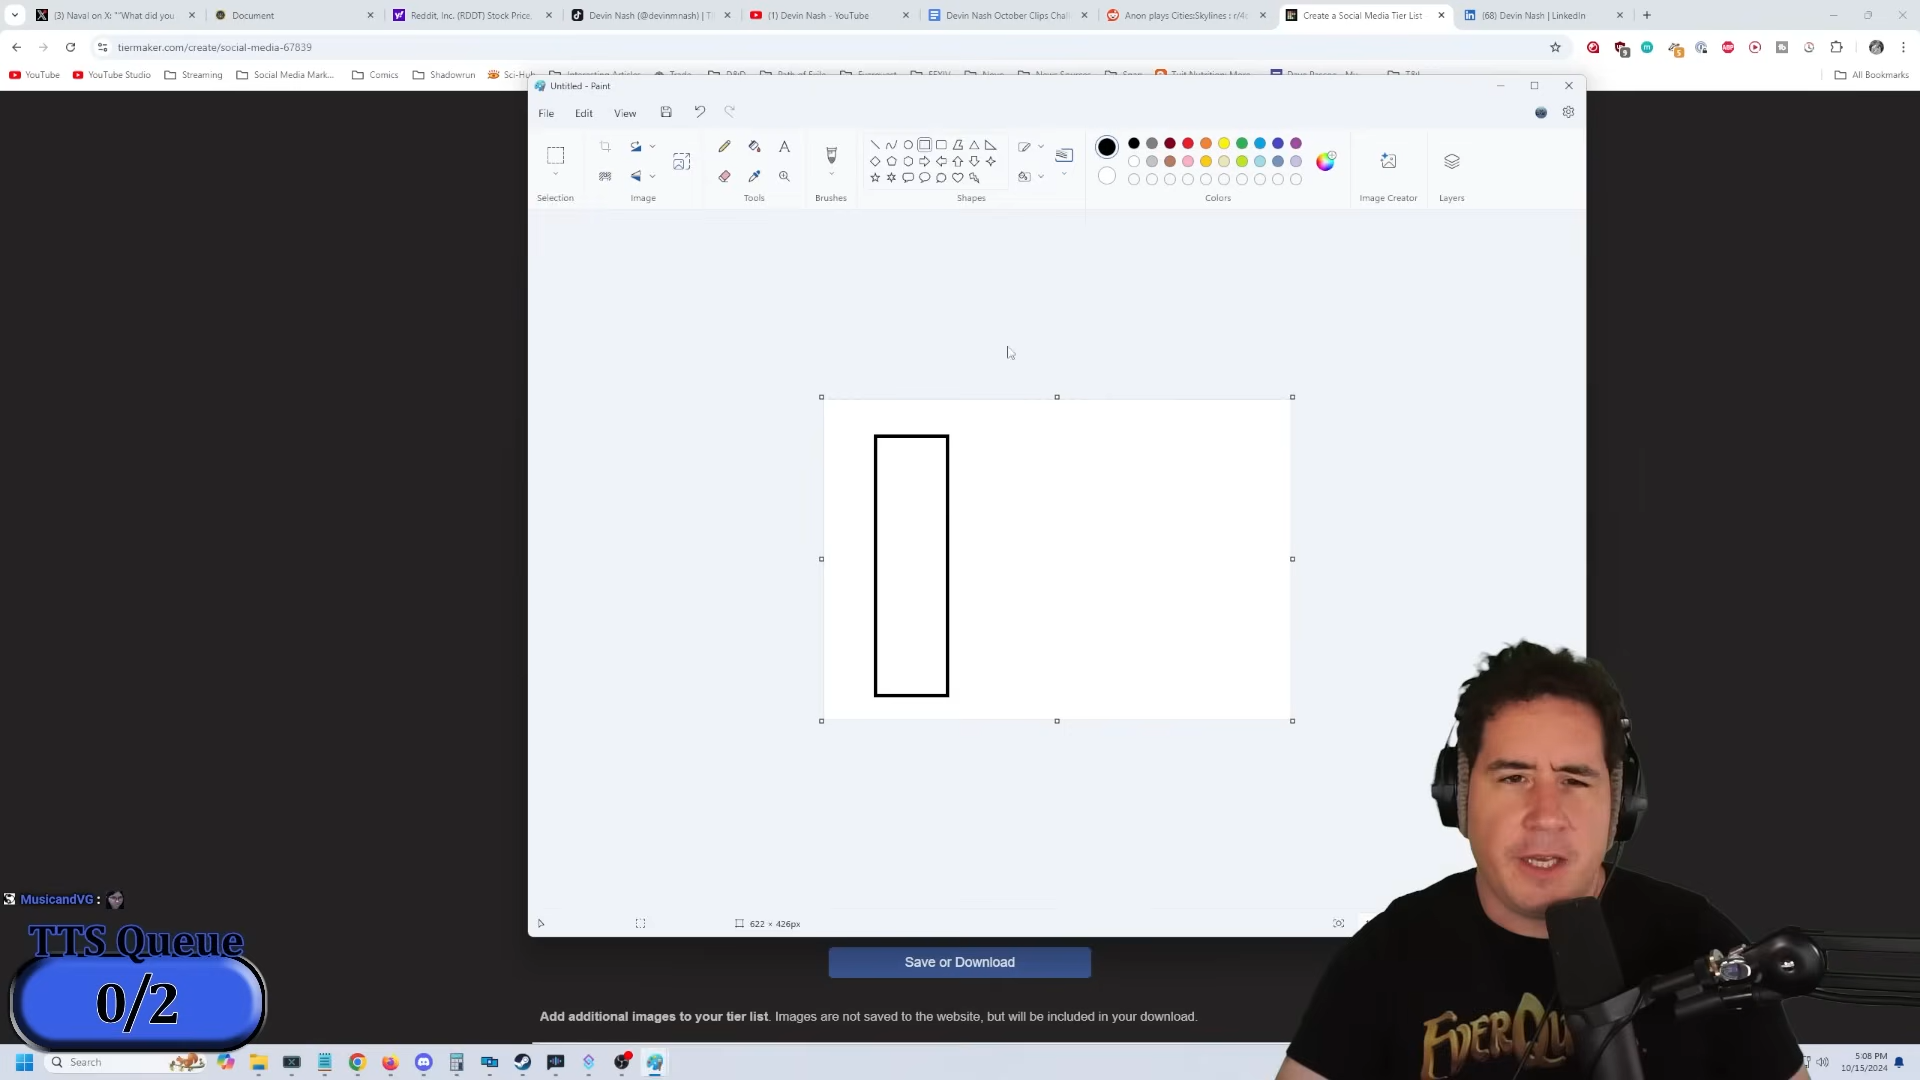 (3) Naval on X: ""What did you
Document
Reddit, Inc. (RDDT) Stock Price,
Devin Nash (@devinmnash) | T
(1) Devin Nash - YouTube
Devin Nash October Clips Chal
Anon plays Cities:Skylines : r/4c
Create a Social Media Tier List
(68) Devin Nash | LinkedIn
tiermaker.com/create/social-media-67839
YouTube
YouTube Studio
Streaming
Social Media Mark...
Comics
Shadowrun
Sci-Hub
All Bookmarks
Untitled - Paint
File
Edit
View
Selection
Image
Tools
Brushes
Shapes
Colors
Image Creator
Layers
622 × 426px
MusicandVG :
TTS Queue
0/2
Save or Download
Add additional images to your tier list. Images are not saved to the website, but will be included in your download.
Search
5:08 PM
10/15/2024